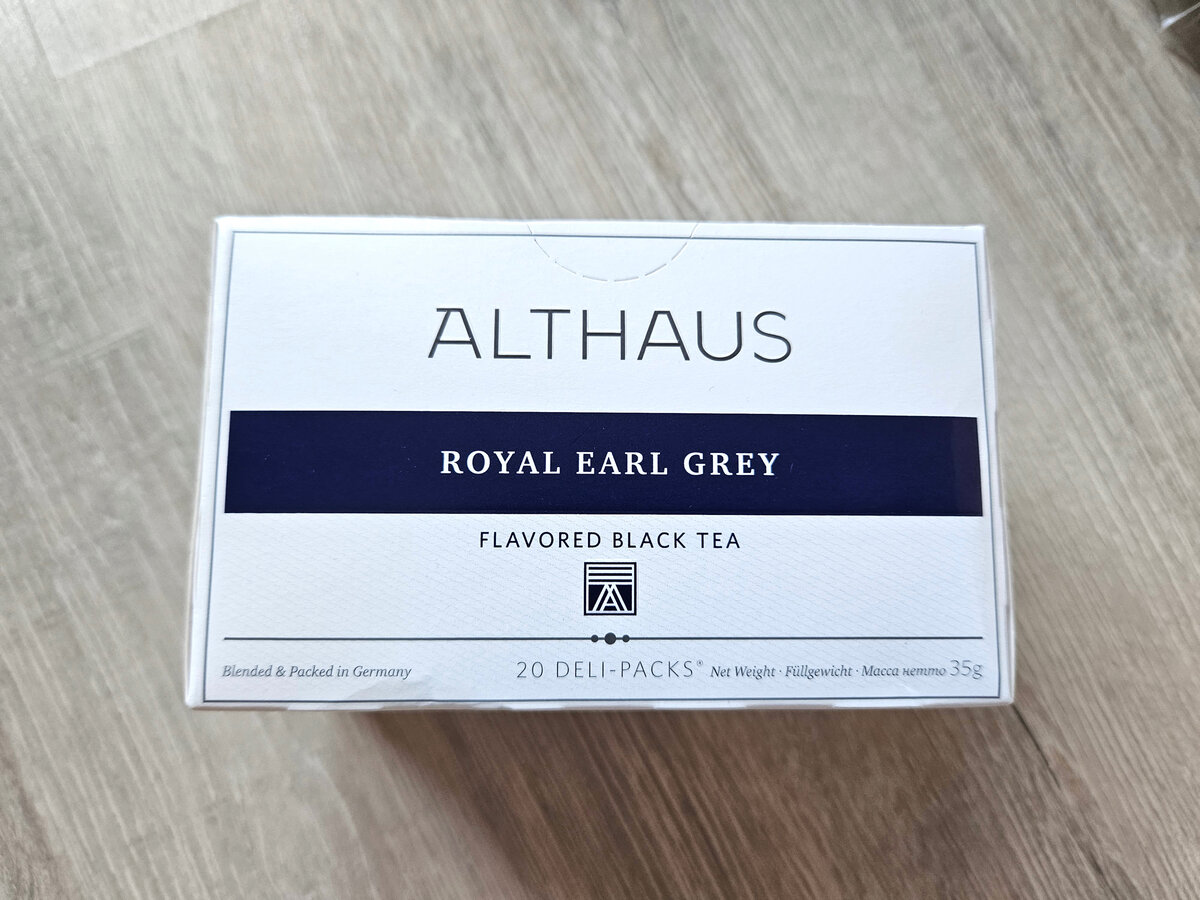 ALTHAUS
ROYAL EARL GREY
FLAVORED BLACK TEA
Blended & Packed in Germany
20 DELI-PACKS®
Net Weight · Füllgewicht · Масса нетто 35g